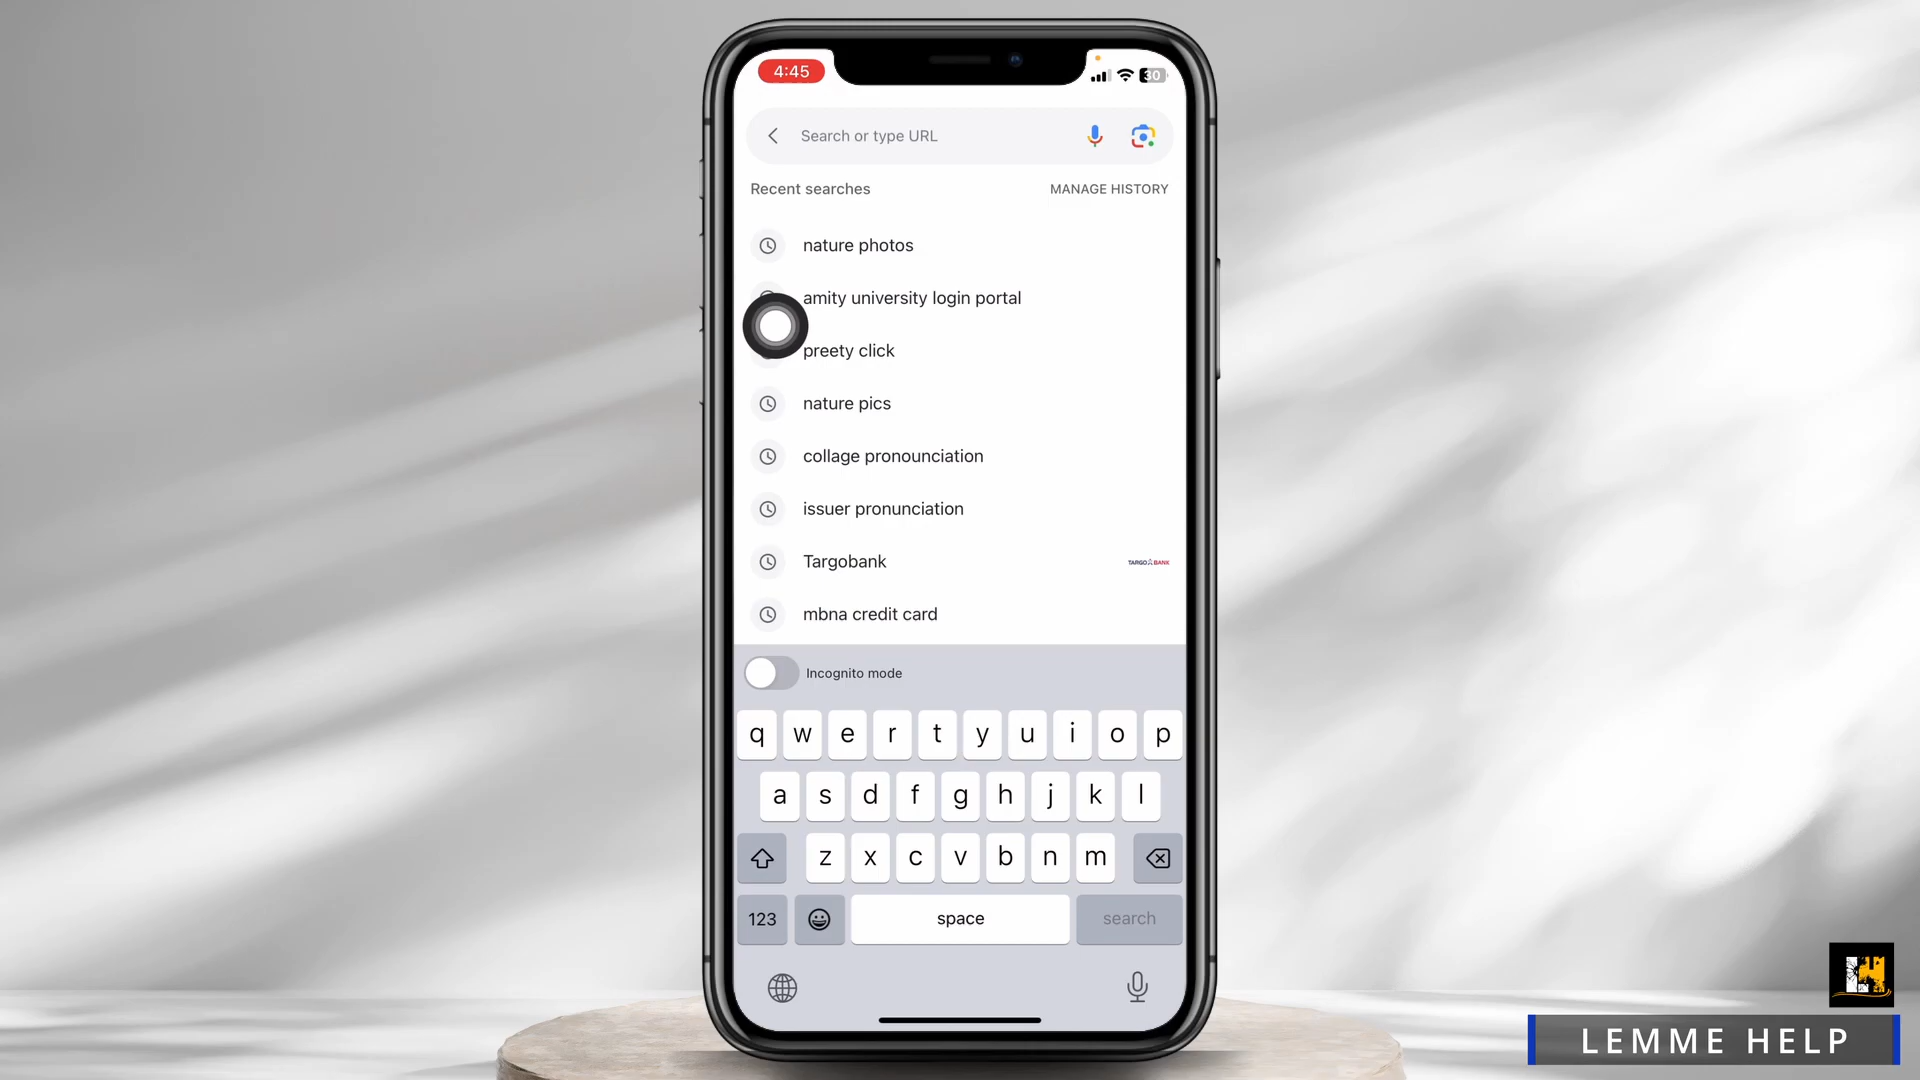 4:45
30
Search or type URL
Recent searches
MANAGE HISTORY
nature photos
amity university login portal
preety click
nature pics
collage pronounciation
issuer pronunciation
Targobank
TARGO BANK
mbna credit card
Incognito mode
q w e r t y u i o p
a s d f g h j k l
z x c v b n m
123
space
search
LEMME HELP